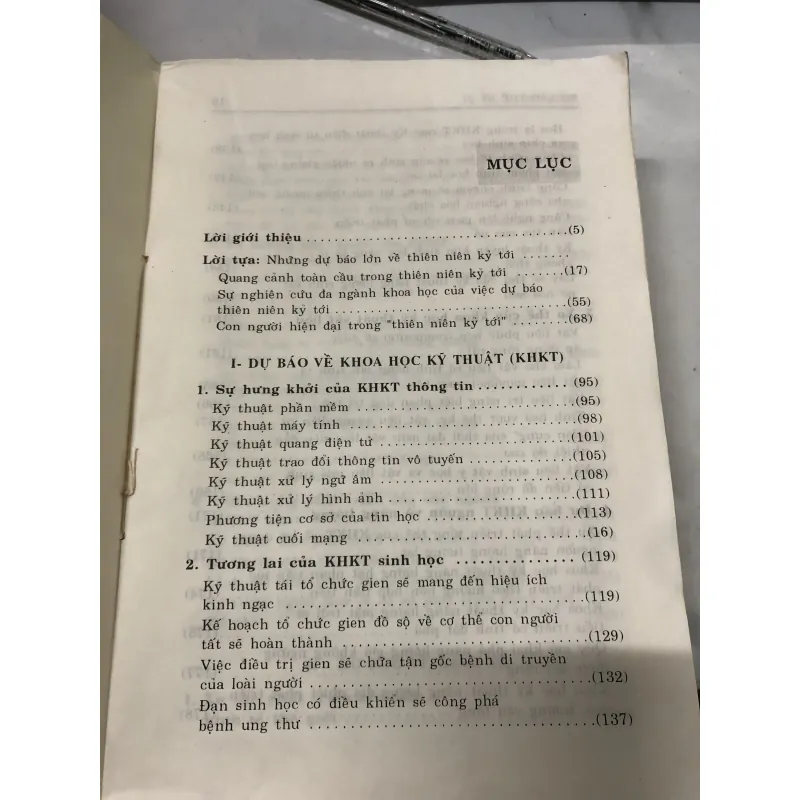 MỤC LỤC
Lời giới thiệu ......................................(5)
Lời tựa: Những dự báo lớn về thiên niên kỷ tới .......
Quang cảnh toàn cầu trong thiên niên kỷ tới .......(17)
Sự nghiên cứu đa ngành khoa học của việc dự báo
thiên niên kỷ tới ..................................(55)
Con người hiện đại trong "thiên niên kỷ tới" ........(68)
I- DỰ BÁO VỀ KHOA HỌC KỸ THUẬT (KHKT)
1. Sự hưng khởi của KHKT thông tin ............ (95)
Kỹ thuật phần mềm ...........................(95)
Kỹ thuật máy tính ............................(98)
Kỹ thuật quang điện tử ........................(101)
Kỹ thuật trao đổi thông tin vô tuyến .............(105)
Kỹ thuật xử lý ngữ âm ........................(108)
Kỹ thuật xử lý hình ảnh .......................(111)
Phương tiện cơ sở của tin học ..................(113)
Kỹ thuật cuối mạng ...........................(16)
2. Tương lai của KHKT sinh học ............... (119)
Kỹ thuật tái tổ chức gien sẽ mang đến hiệu ích
kinh ngạc ...................................(119)
Kế hoạch tổ chức gien đồ sộ về cơ thể con người
tất sẽ hoàn thành .............................(129)
Việc điều trị gien sẽ chữa tận gốc bệnh di truyền
của loài người ................................(132)
Đạn sinh học có điều khiển sẽ công phá
bệnh ung thư ..................................(137)